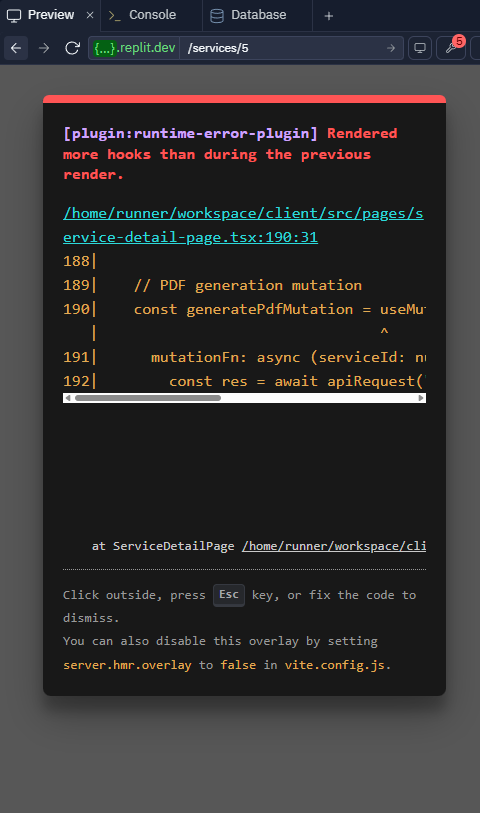 Preview × Console Database +
{...}.replit.dev /services/5 5
[plugin:runtime-error-plugin] Rendered
more hooks than during the previous
render.
/home/runner/workspace/client/src/pages/s
ervice-detail-page.tsx:190:31
188|
189|    // PDF generation mutation
190|    const generatePdfMutation = useMut
   |                                ^
191|      mutationFn: async (serviceId: nu
192|        const res = await apiRequest(
at ServiceDetailPage /home/runner/workspace/cli
Click outside, press Esc key, or fix the code to
dismiss.
You can also disable this overlay by setting
server.hmr.overlay to false in vite.config.js.